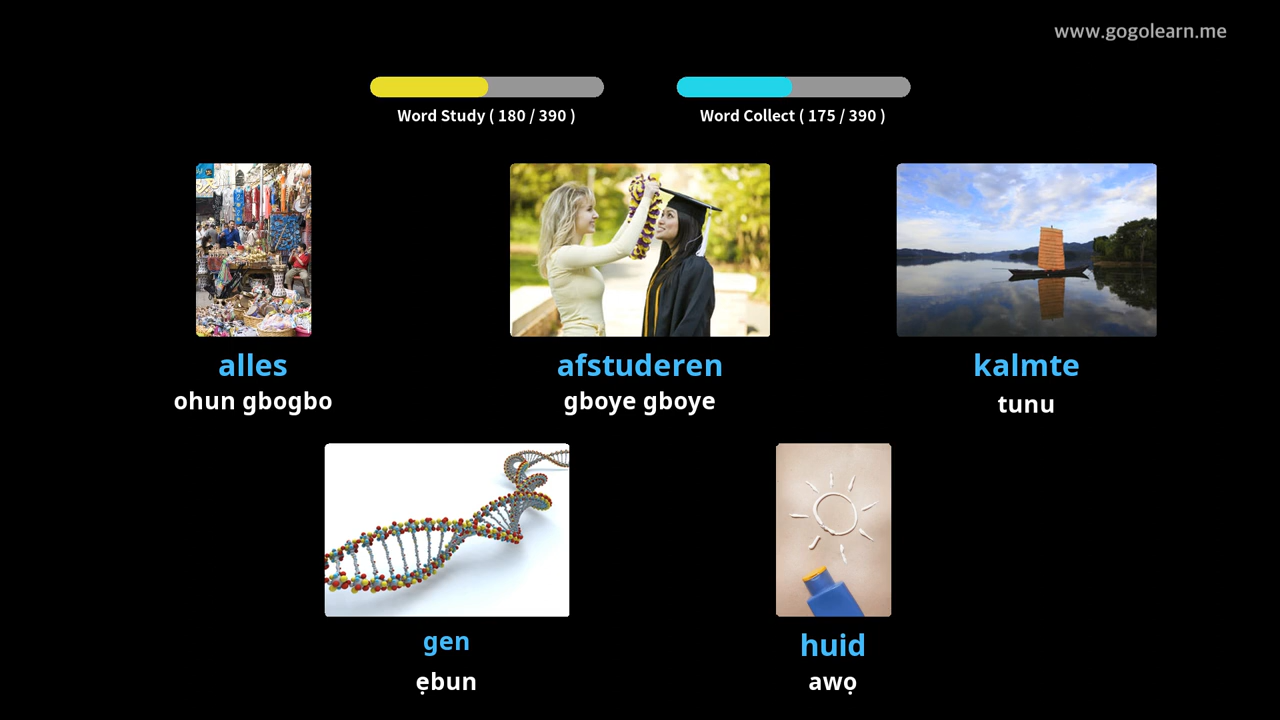 www.gogolearn.me
Word Study ( 180 / 390 )
Word Collect ( 175 / 390 )
alles
ohun gbogbo
afstuderen
gboye gboye
kalmte
tunu
gen
ẹbun
huid
awọ